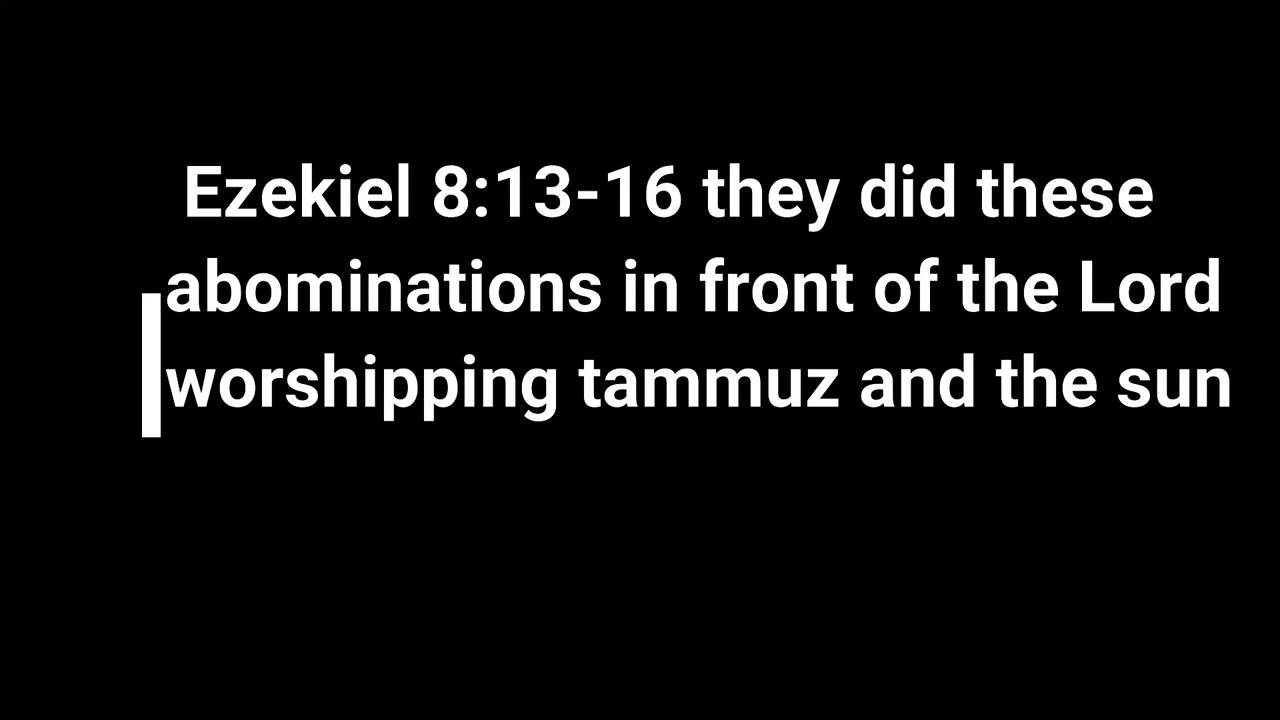 Ezekiel 8:13-16 they did these
abominations in front of the Lord
worshipping tammuz and the sun